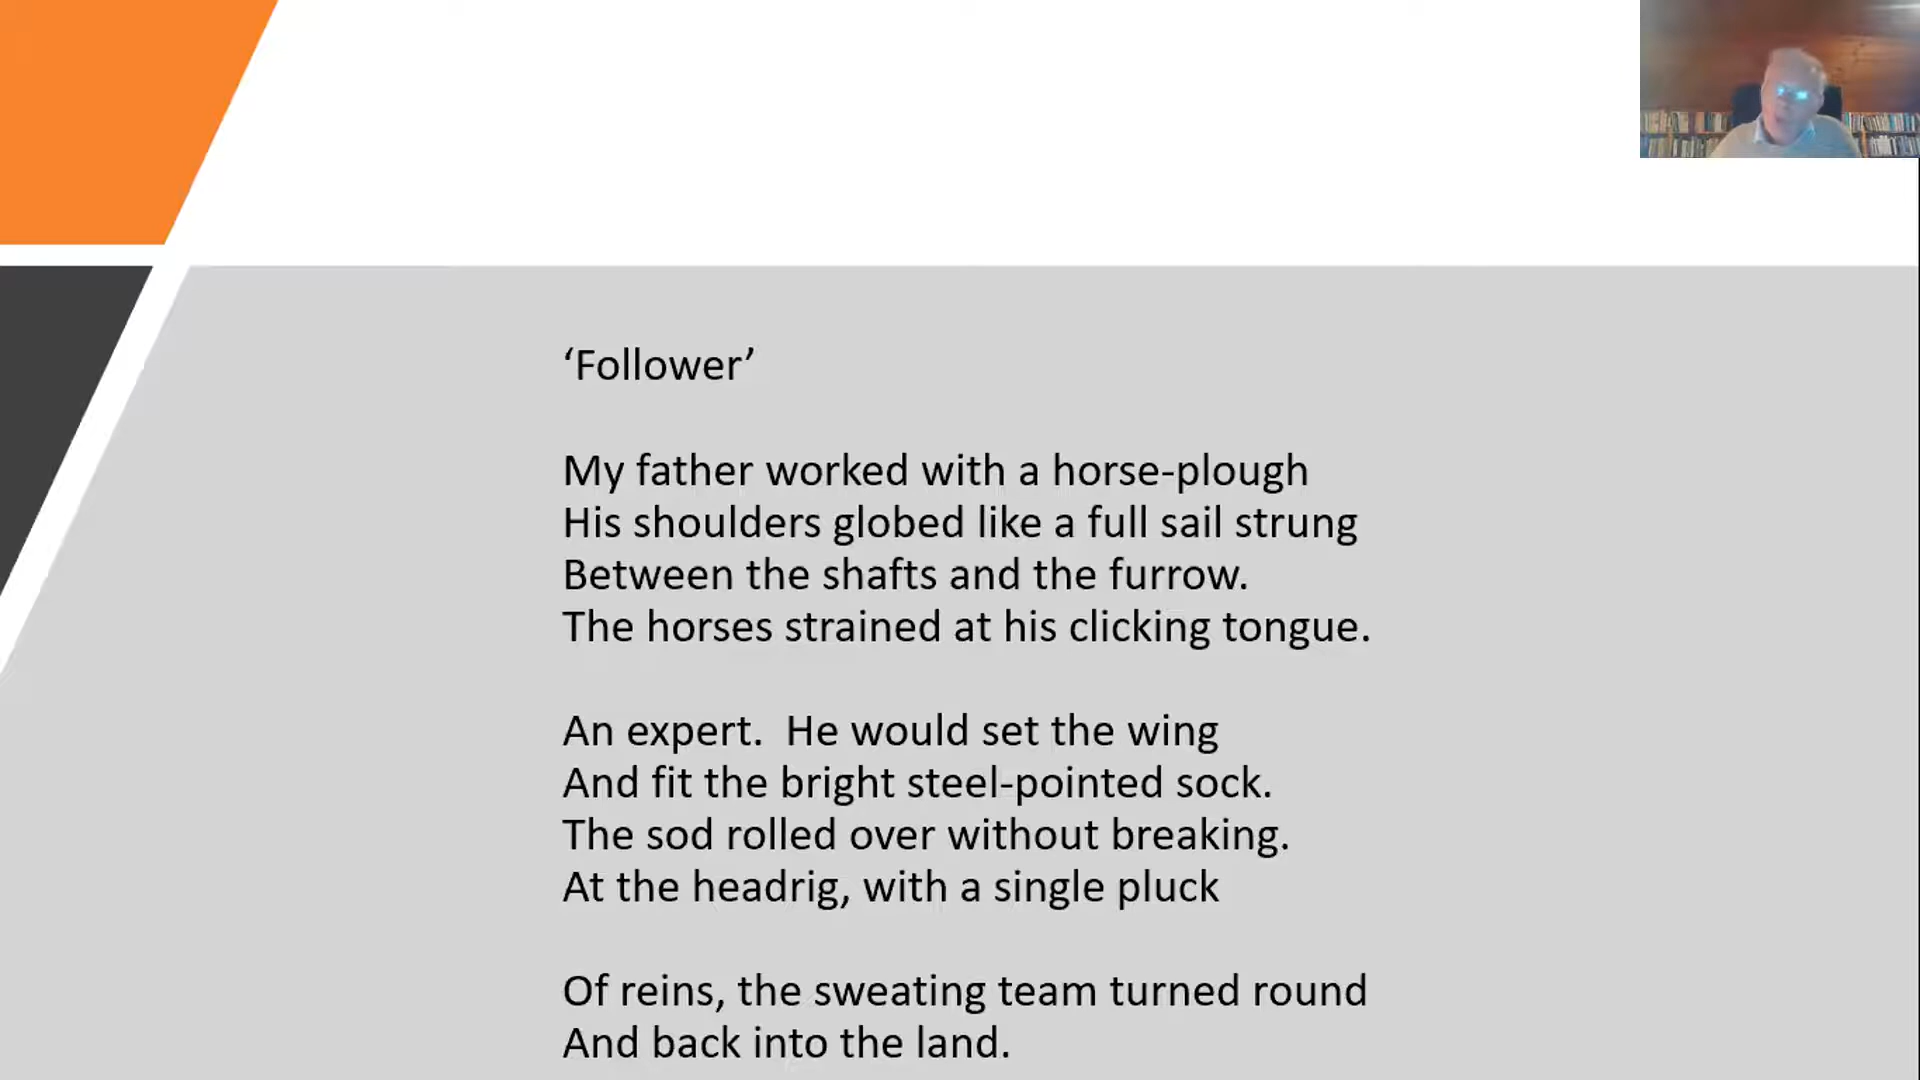 ‘Follower’
My father worked with a horse-plough
His shoulders globed like a full sail strung
Between the shafts and the furrow.
The horses strained at his clicking tongue.
An expert.  He would set the wing
And fit the bright steel-pointed sock.
The sod rolled over without breaking.
At the headrig, with a single pluck
Of reins, the sweating team turned round
And back into the land.